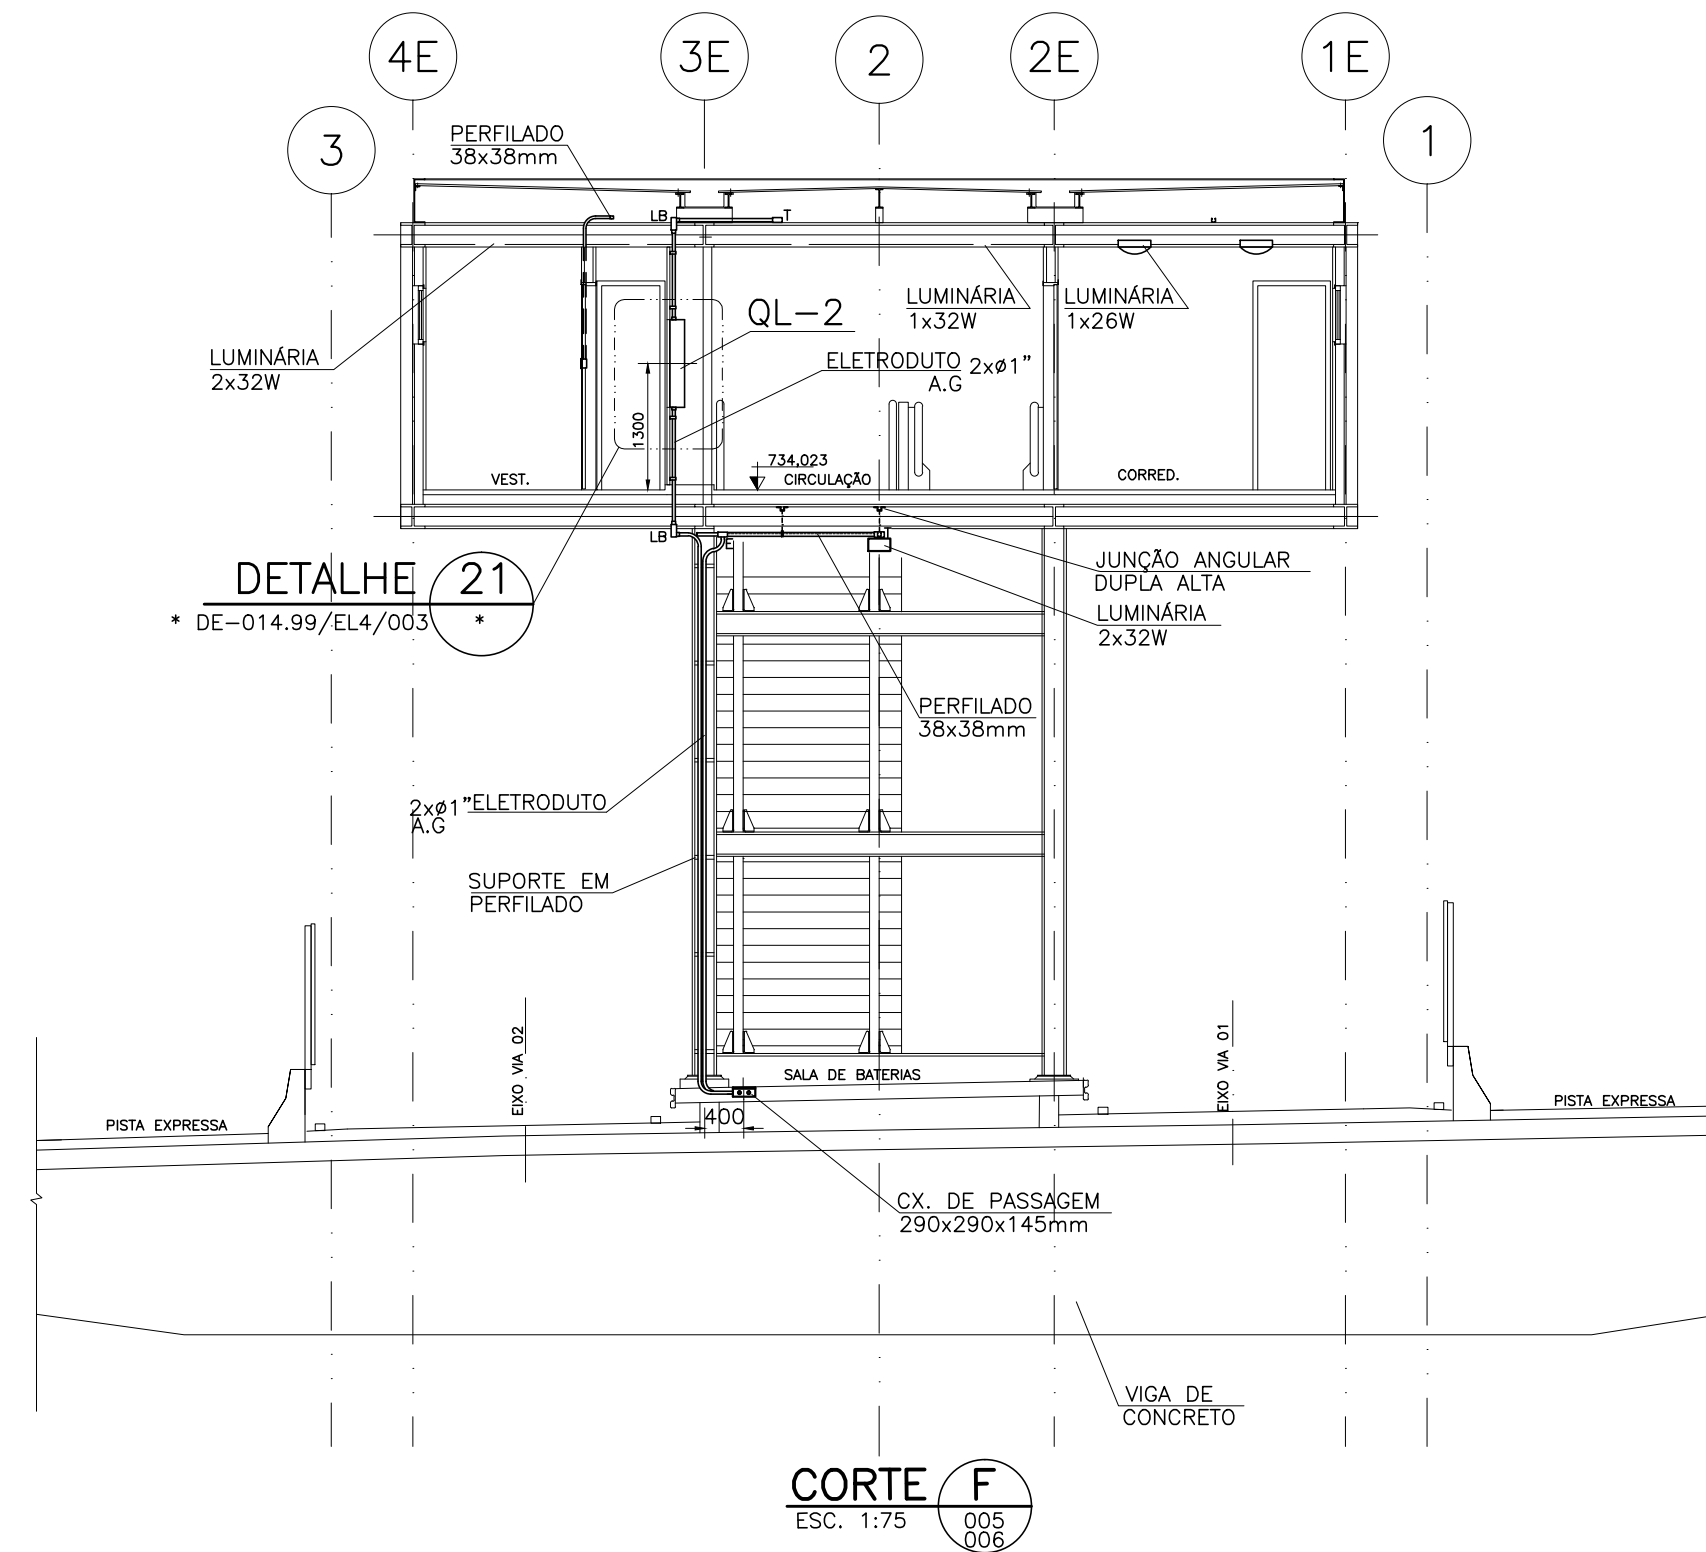 4E
3E
2
2E
1E
3
1
PERFILADO
38x38mm
LB
T
QL-2
LUMINÁRIA
1x32W
LUMINÁRIA
1x26W
LUMINÁRIA
2x32W
ELETRODUTO 2xø1"
A.G
1300
734,023
VEST.
CIRCULAÇÃO
CORRED.
LB
E
T
DETALHE 21
* DE-014.99/EL4/003 *
JUNÇÃO ANGULAR
DUPLA ALTA
LUMINÁRIA
2x32W
PERFILADO
38x38mm
2xø1" ELETRODUTO
A.G
SUPORTE EM
PERFILADO
EIXO VIA 02
EIXO VIA 01
SALA DE BATERIAS
PISTA EXPRESSA
400
PISTA EXPRESSA
CX. DE PASSAGEM
290x290x145mm
VIGA DE
CONCRETO
CORTE F
ESC. 1:75
005
006